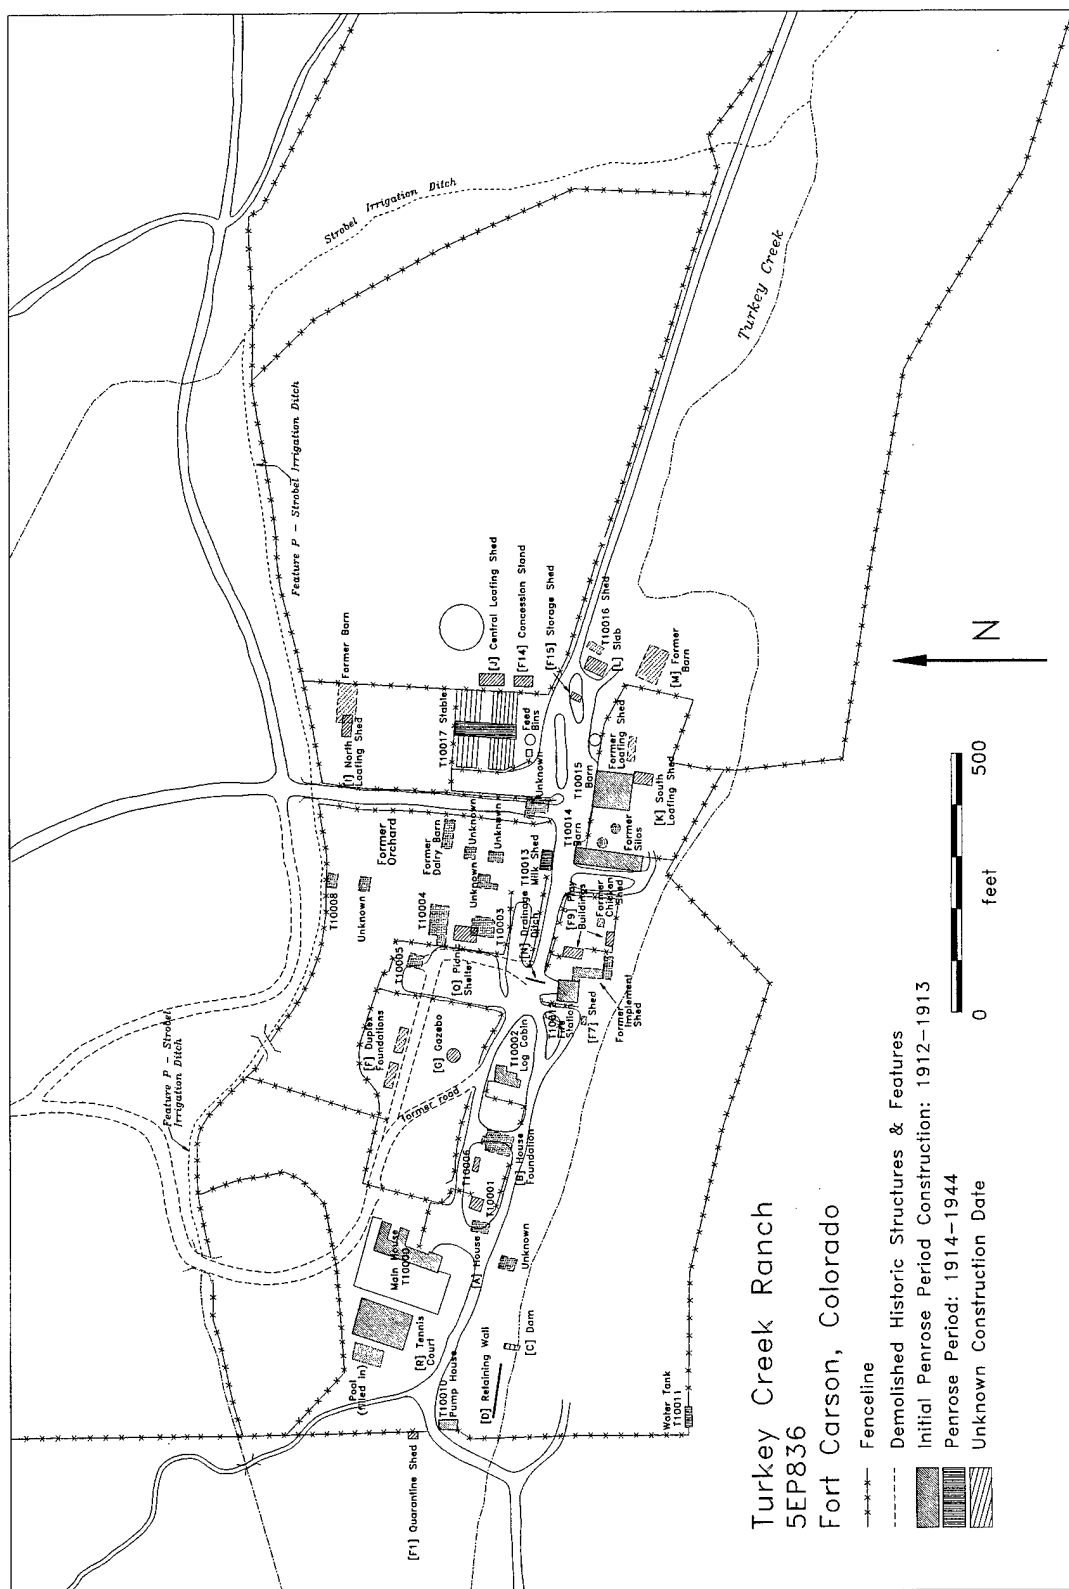 Strobel Irrigation Ditch
Feature P - Strobel Irrigation Ditch
Turkey Creek
Former Barn
[I] North
Loafing Shed
T10017 Stable
[J] Central Loafing Shed
[F14] Concession Stand
[F15] Storage Shed
Feed
Bins
Unknown
T10016 Shed
[L] Slab
[M] Former
Barn
Former
Loafing Shed
T10015
Barn
[K] South
Loafing Shed
T10014
Barn
Former
Silos
Former
Orchard
Former
Dairy Barn
Unknown
Unknown
Unknown
T10013
Milk Shed
T10008
Unknown
T10004
T10003
T10005
[O] Picnic
Shelter
[N] Drainage
Ditch
[F9] Play
Buildings
Former
Chicken
Shed
Former
Implement
Shed
[F7] Shed
Station
T10002
Log Cabin
[G] Gazebo
[F] Duplex
Foundations
Feature P - Strobel
Irrigation Ditch
former road
[B] House
Foundation
T10006
T10001
[A] House
Unknown
Main House
T10000
[R] Tennis
Court
Pool
(filled in)
T10010
Pump House
[D] Retaining Wall
[C] Dam
[F1] Quarantine Shed
Water Tank
T10011
N
Turkey Creek Ranch
5EP836
Fort Carson, Colorado
Fenceline
Demolished Historic Structures & Features
Initial Penrose Period Construction: 1912-1913
Penrose Period: 1914-1944
Unknown Construction Date
0 500
feet